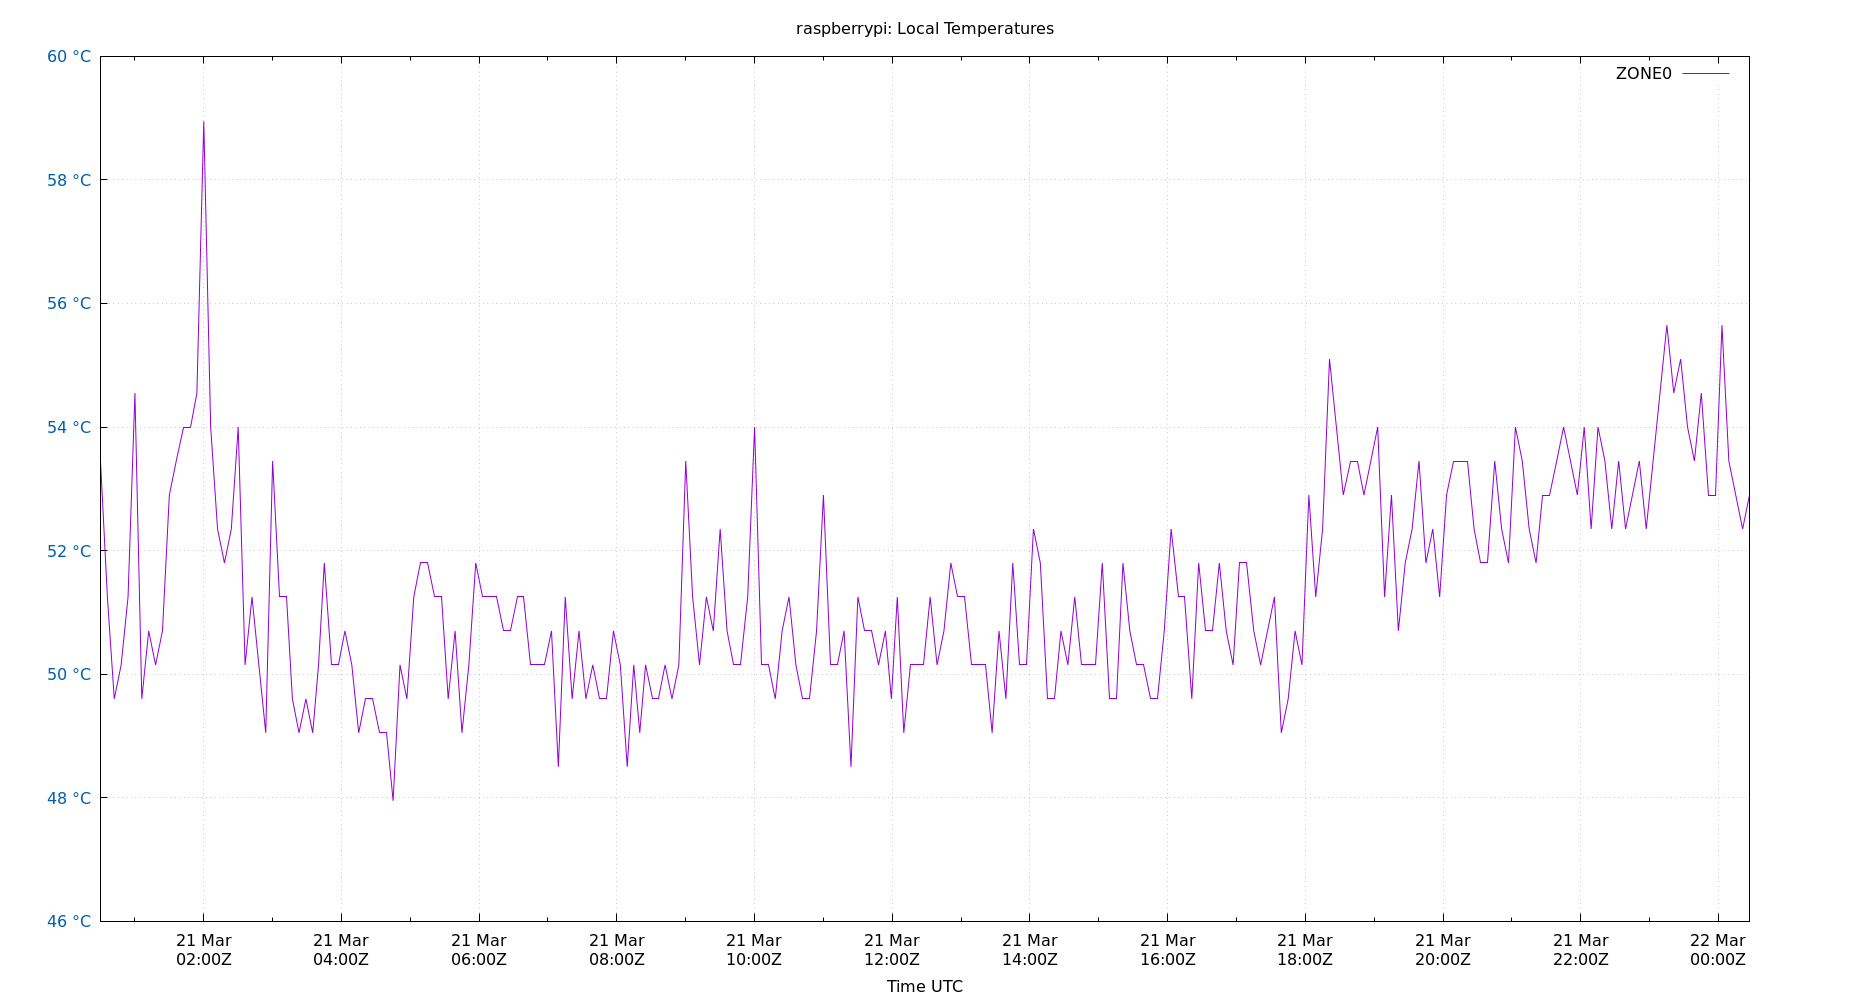 raspberrypi: Local Temperatures
60 °C
58 °C
56 °C
54 °C
52 °C
50 °C
48 °C
46 °C
ZONE0
21 Mar
02:00Z
21 Mar
04:00Z
21 Mar
06:00Z
21 Mar
08:00Z
21 Mar
10:00Z
21 Mar
12:00Z
21 Mar
14:00Z
21 Mar
16:00Z
21 Mar
18:00Z
21 Mar
20:00Z
21 Mar
22:00Z
22 Mar
00:00Z
Time UTC